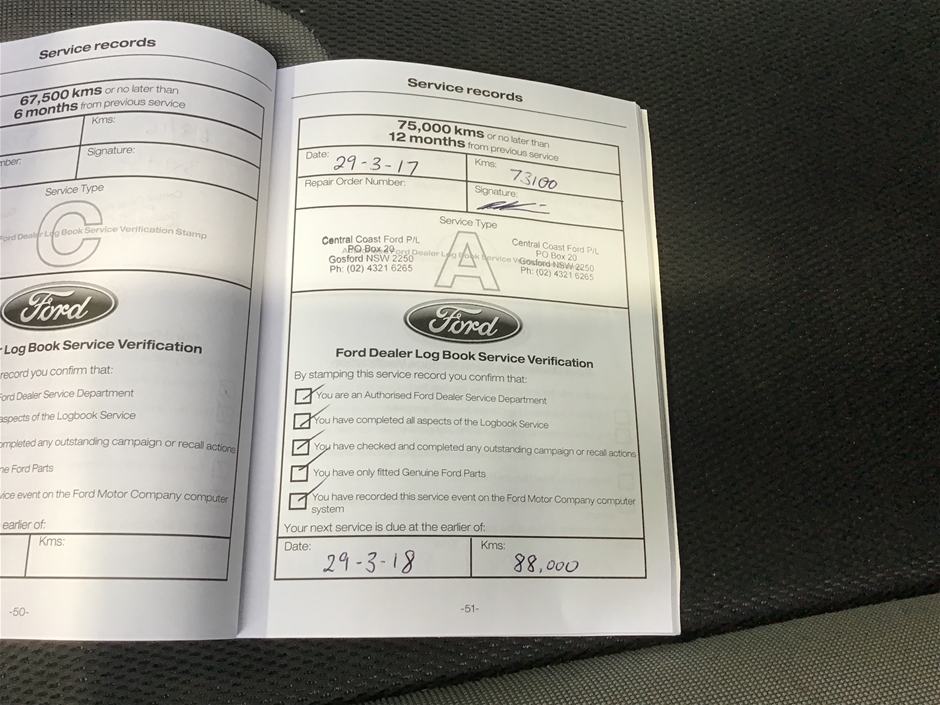 Service records
67,500 kms or no later than
6 months from previous service
Kms:
mber:
Signature:
Service Type
C
Ford Dealer Log Book Service Verification Stamp
Ford
Log Book Service Verification
record you confirm that:
Ford Dealer Service Department
aspects of the Logbook Service
ompleted any outstanding campaign or recall actions
ne Ford Parts
vice event on the Ford Motor Company computer
earlier of:
Kms:
-50-
Service records
75,000 kms or no later than
12 months from previous service
Date: 29-3-17
Kms: 73100
Repair Order Number:
Signature:
Service Type
Central Coast Ford P/L
PO Box 20
Gosford NSW 2250
Ph: (02) 4321 6265
A
Ford Dealer Log Book Service
Central Coast Ford P/L
PO Box 20
Gosford NSW 2250
Ph: (02) 4321 6265
Ford
Ford Dealer Log Book Service Verification
By stamping this service record you confirm that:
You are an Authorised Ford Dealer Service Department
You have completed all aspects of the Logbook Service
You have checked and completed any outstanding campaign or recall actions
You have only fitted Genuine Ford Parts
You have recorded this service event on the Ford Motor Company computer
system
Your next service is due at the earlier of:
Date: 29-3-18
Kms: 88,000
-51-